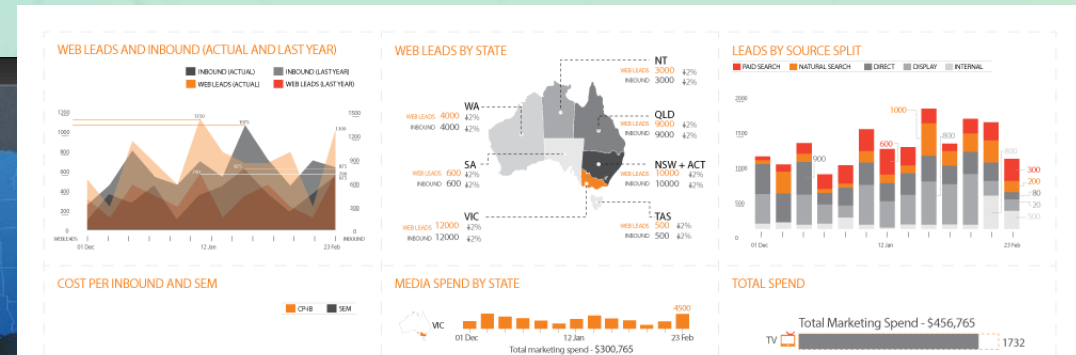 WEB LEADS AND INBOUND (ACTUAL AND LAST YEAR)
INBOUND (ACTUAL)
INBOUND (LAST YEAR)
WEB LEADS (ACTUAL)
WEB LEADS (LAST YEAR)
1200
1000
800
600
400
200
0
1500
1200
900
600
300
0
WEB LEADS
INBOUND
01 Dec
12 Jan
23 Feb
WEB LEADS BY STATE
NT
WEB LEADS 3000 2%
INBOUND 3000 2%
WA
WEB LEADS 4000 2%
INBOUND 4000 2%
QLD
WEB LEADS 9000 2%
INBOUND 9000 2%
SA
WEB LEADS 600 2%
INBOUND 600 2%
NSW + ACT
WEB LEADS 10000 2%
INBOUND 10000 2%
VIC
WEB LEADS 12000 2%
INBOUND 12000 2%
TAS
WEB LEADS 500 2%
INBOUND 500 2%
LEADS BY SOURCE SPLIT
PAID SEARCH
NATURAL SEARCH
DIRECT
DISPLAY
INTERNAL
2000
1500
1000
500
0
900
1000
600
800
600
300
200
80
120
500
01 Dec
12 Jan
23 Feb
COST PER INBOUND AND SEM
CP+B
SEM
MEDIA SPEND BY STATE
VIC
4500
01 Dec
12 Jan
23 Feb
Total marketing spend - $300,765
TOTAL SPEND
Total Marketing Spend - $456,765
TV
1732